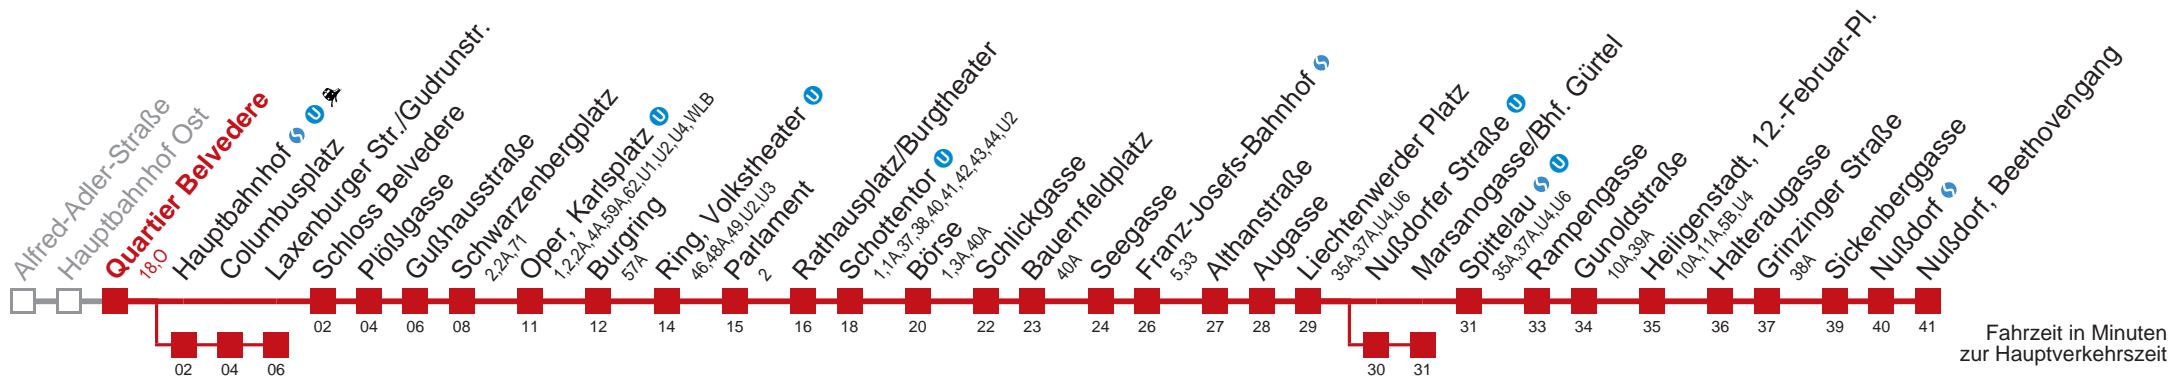 Alfred-Adler-Straße
Hauptbahnhof Ost
Quartier Belvedere
18,O
Hauptbahnhof S U
Columbusplatz
Laxenburger Str./Gudrunstr.
Schloss Belvedere
Plößlgasse
Gußhausstraße
Schwarzenbergplatz
2,2A,71
Oper, Karlsplatz U
1,2,2A,4A,59A,62,U1,U2,U4,WLB
Burgring
57A
Ring, Volkstheater U
46,48A,49,U2,U3
Parlament
2
Rathausplatz/Burgtheater
Schottentor U
1,1A,37,38,40,41,42,43,44,U2
Börse
1,3A,40A
Schlickgasse
Bauernfeldplatz
40A
Seegasse
Franz-Josefs-Bahnhof S
5,33
Althanstraße
Augasse
Liechtenwerder Platz
35A,37A,U4,U6
Nußdorfer Straße U
Marsanogasse/Bhf. Gürtel
Spittelau S U
35A,37A,U4,U6
Rampengasse
Gunoldstraße
10A,39A
Heiligenstadt, 12.-Februar-Pl.
10A,11A,5B,U4
Halteraugasse
Grinzinger Straße
38A
Sickenberggasse
Nußdorf S
Nußdorf, Beethovengang
02 04 06 08 11 12 14 15 16 18 20 22 23 24 26 27 28 29 31 33 34 35 36 37 39 40 41
02 04 06 30 31
Fahrzeit in Minuten
zur Hauptverkehrszeit